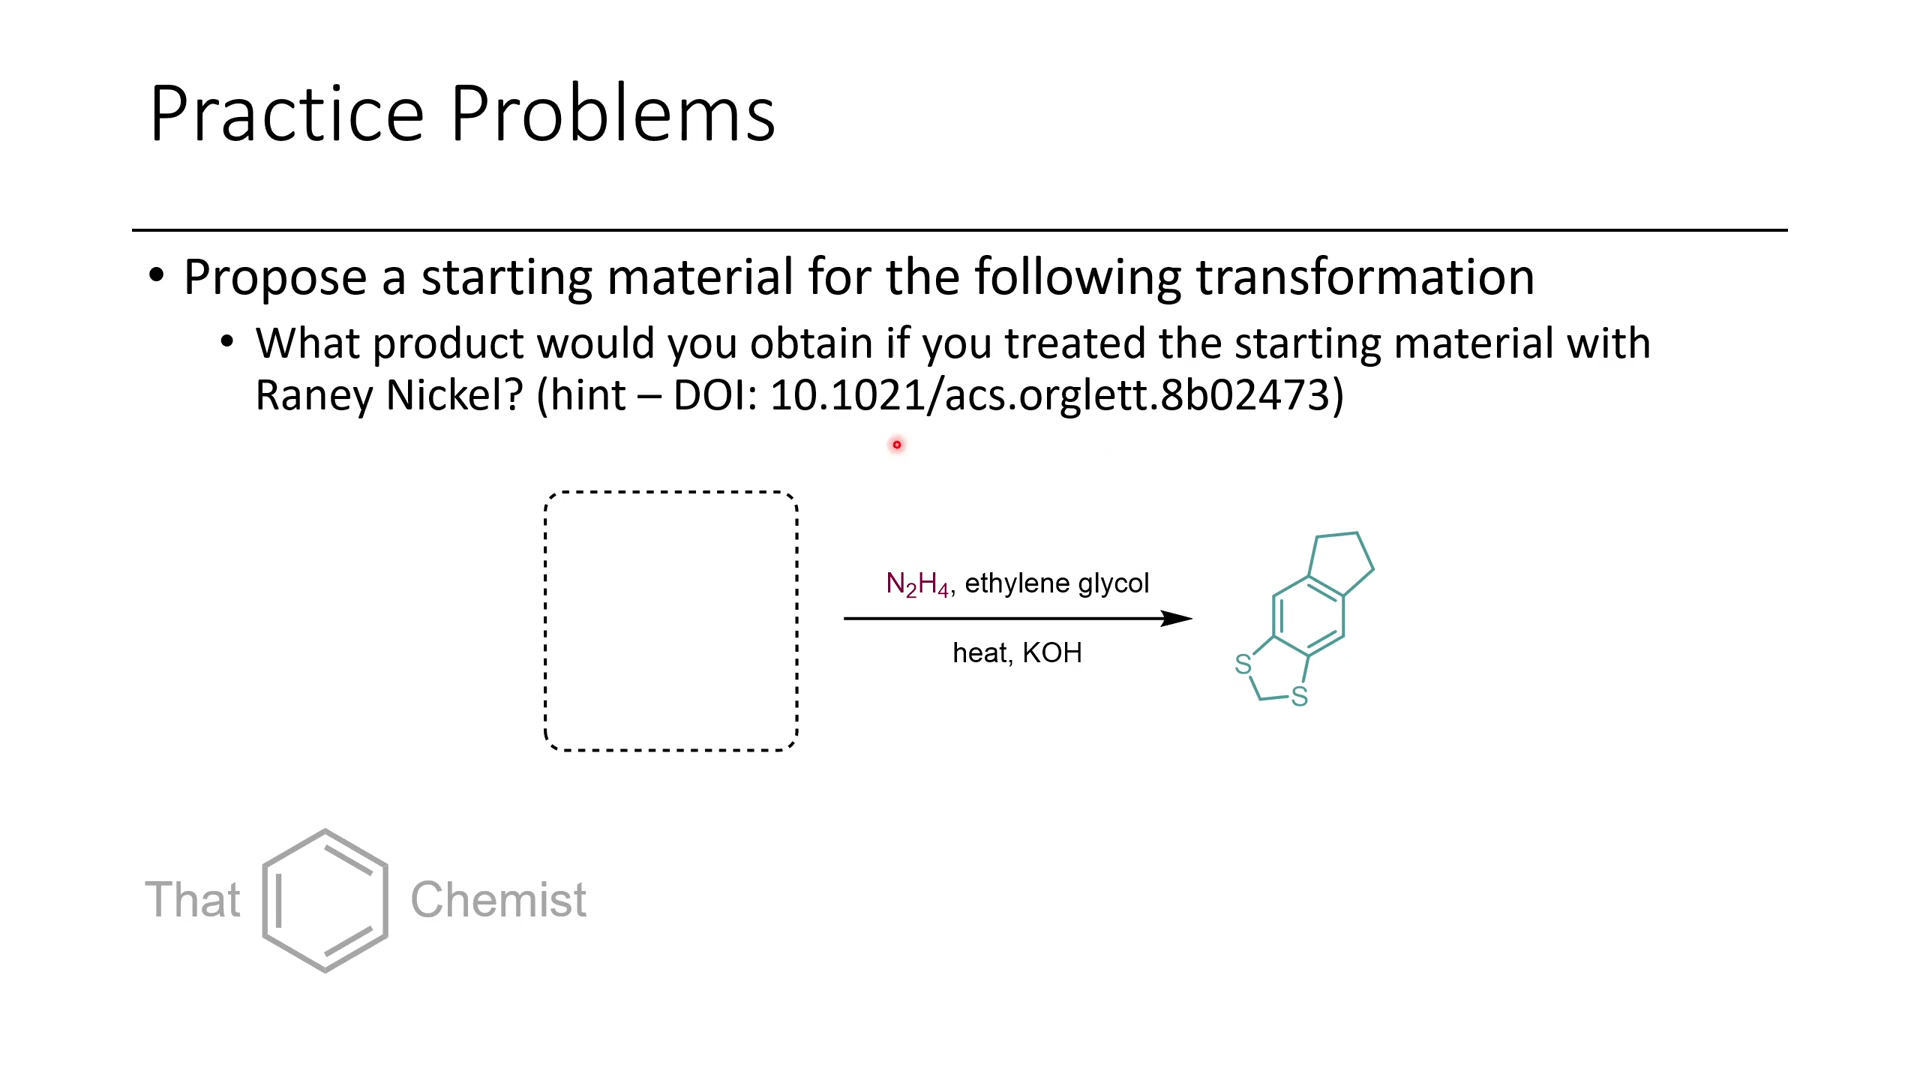 Practice Problems
• Propose a starting material for the following transformation
• What product would you obtain if you treated the starting material with
Raney Nickel? (hint – DOI: 10.1021/acs.orglett.8b02473)
N₂H₄, ethylene glycol
heat, KOH
S
S
That Chemist